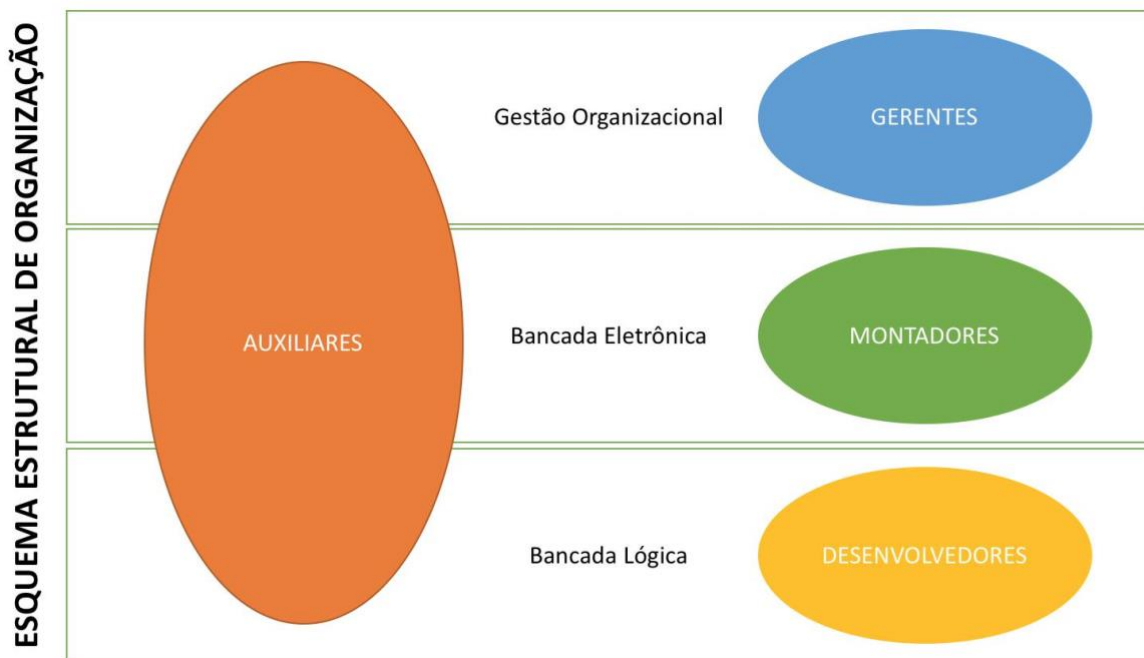 ESQUEMA ESTRUTURAL DE ORGANIZAÇÃO
AUXILIARES
Gestão Organizacional
GERENTES
Bancada Eletrônica
MONTADORES
Bancada Lógica
DESENVOLVEDORES